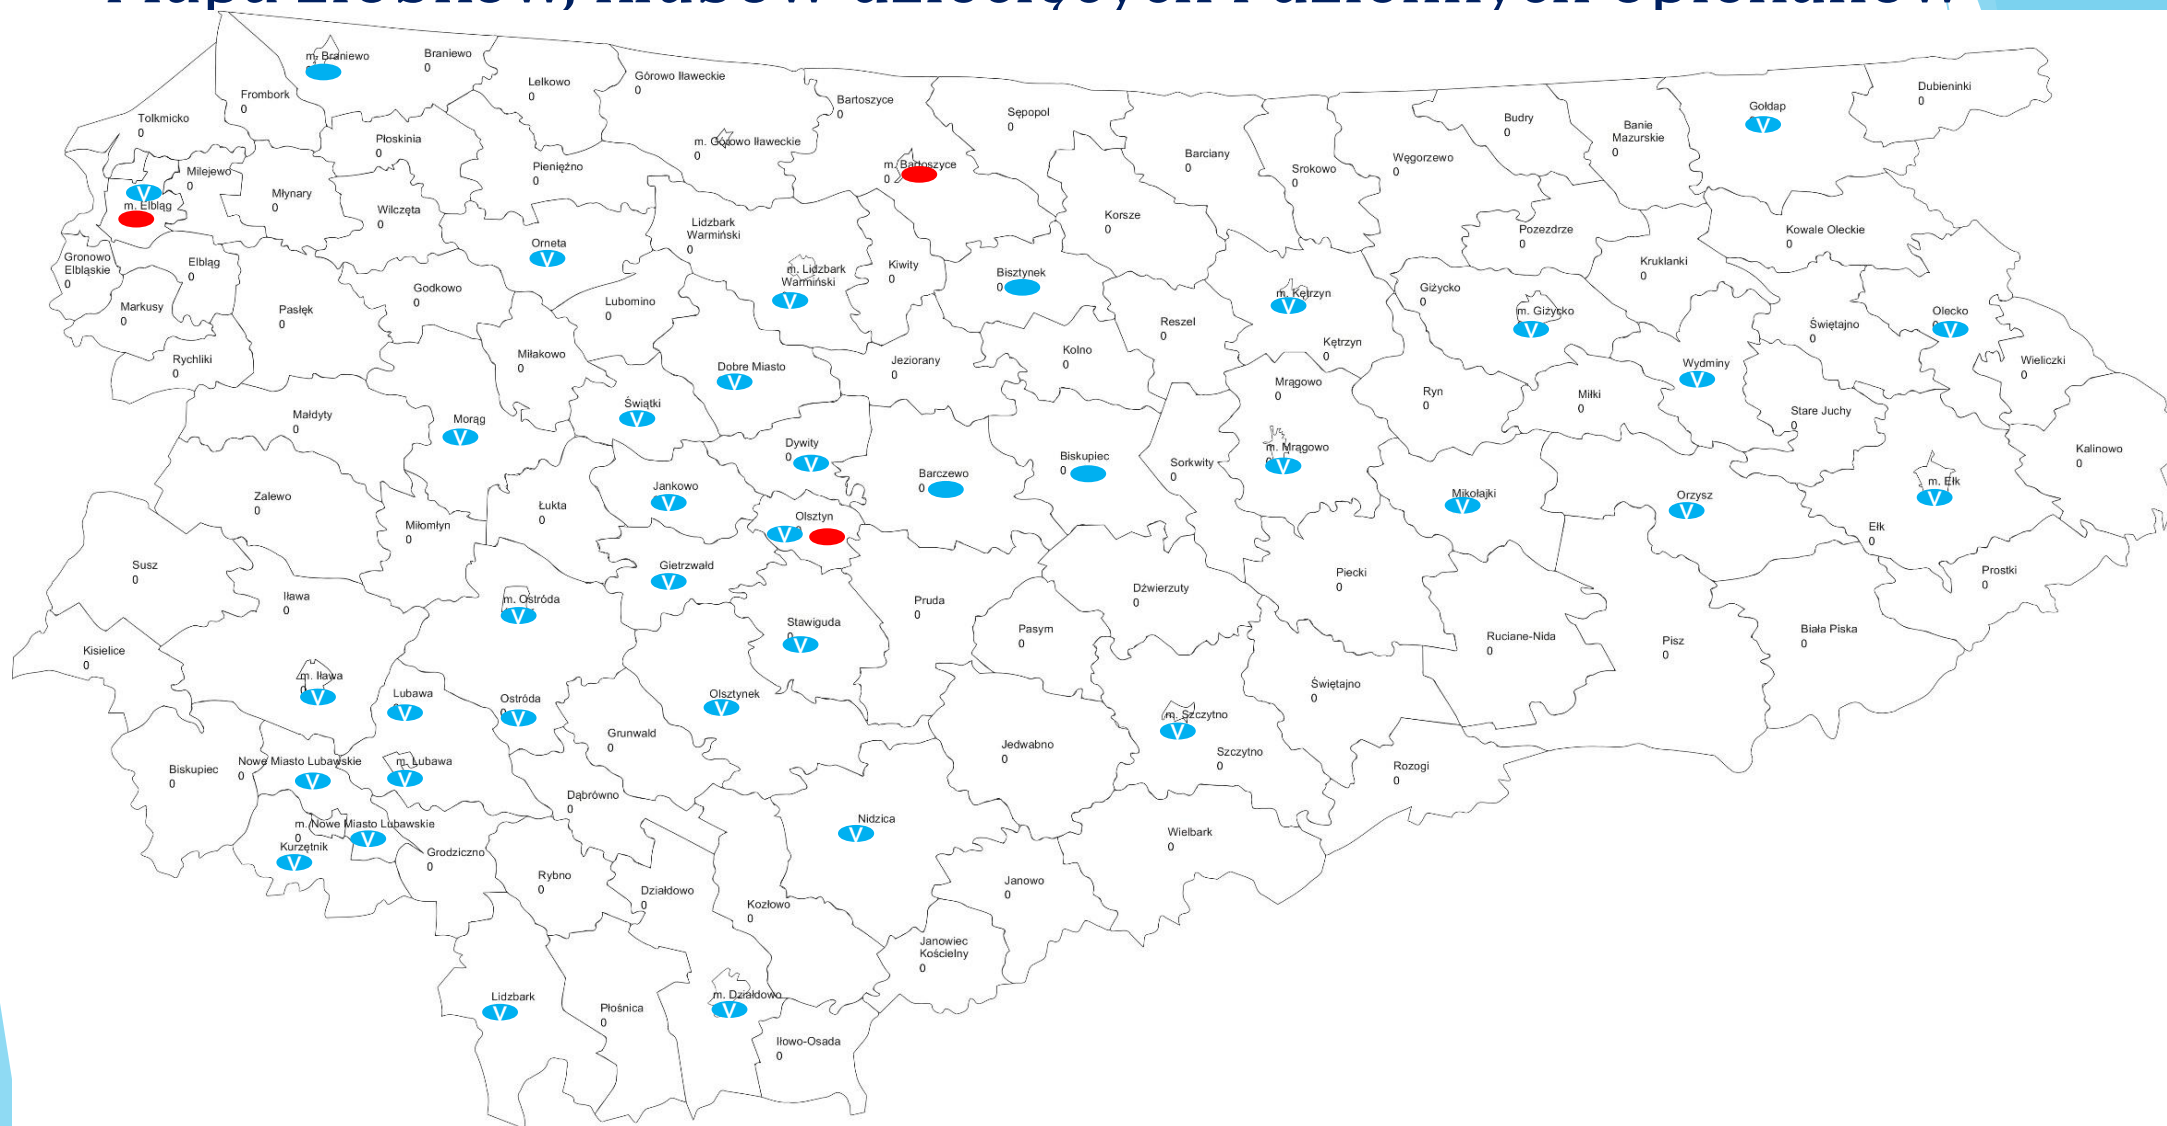 Mapa żłobków, klubów dziecięcych i dziennych opiekunów
m. Braniewo
Braniewo
0
Lelkowo
0
Górowo Iławeckie
0
Bartoszyce
0
Sępopol
0
Frombork
0
Tolkmicko
0
Płoskinia
0
m. Górowo Iławeckie
0
Pieniężno
0
m. Bartoszyce
0
Barciany
0
Srokowo
0
Węgorzewo
0
Budry
0
Banie
Mazurskie
0
Gołdap
V
Dubieninki
0
Milejewo
0
V
m. Elbląg
Młynary
0
Wilczęta
0
Orneta
V
Lidzbark
Warmiński
0
m. Lidzbark
Warmiński
V
Kiwity
0
Korsze
0
Bisztynek
0
Pozezdrze
0
Kowale Oleckie
0
Kruklanki
0
Gronowo
Elbląskie
0
Elbląg
0
Markusy
0
Pasłęk
0
Godkowo
0
Lubomino
0
Reszel
0
m. Kętrzyn
V
Kętrzyn
0
Giżycko
0
m. Giżycko
V
Świętajno
0
Olecko
V
Wieliczki
0
Rychliki
0
Miłakowo
0
Dobre Miasto
V
Jeziorany
0
Kolno
0
Mrągowo
0
Ryn
0
Miłki
0
Wydminy
V
Stare Juchy
0
Małdyty
0
Morąg
V
Świątki
V
Dywity
0
V
Barczewo
0
Biskupiec
0
Sorkwity
0
m. Mrągowo
V
Mikołajki
V
Orzysz
V
m. Ełk
V
Ełk
0
Kalinowo
0
Zalewo
0
Miłomłyn
0
Łukta
0
Jankowo
V
Olsztyn
V
Gietrzwałd
V
Susz
0
Iława
0
m. Ostróda
V
Stawiguda
V
Pruda
0
Pasym
0
Dźwierzuty
0
Piecki
0
Ruciane-Nida
0
Pisz
0
Biała Piska
0
Prostki
0
Kisielice
0
m. Iława
V
Lubawa
V
Ostróda
V
Olsztynek
V
Grunwald
0
Jedwabno
0
m. Szczytno
V
Szczytno
0
Świętajno
0
Rozogi
0
Biskupiec
0
Nowe Miasto Lubawskie
0
V
m. Lubawa
V
Dąbrówno
0
Nidzica
V
Wielbark
0
m. Nowe Miasto Lubawskie
0
V
Kurzętnik
V
Grodziczno
0
Rybno
0
Działdowo
0
Kozłowo
0
Janowo
0
Janowiec
Kościelny
0
Lidzbark
V
Płośnica
0
m. Działdowo
V
Iłowo-Osada
0